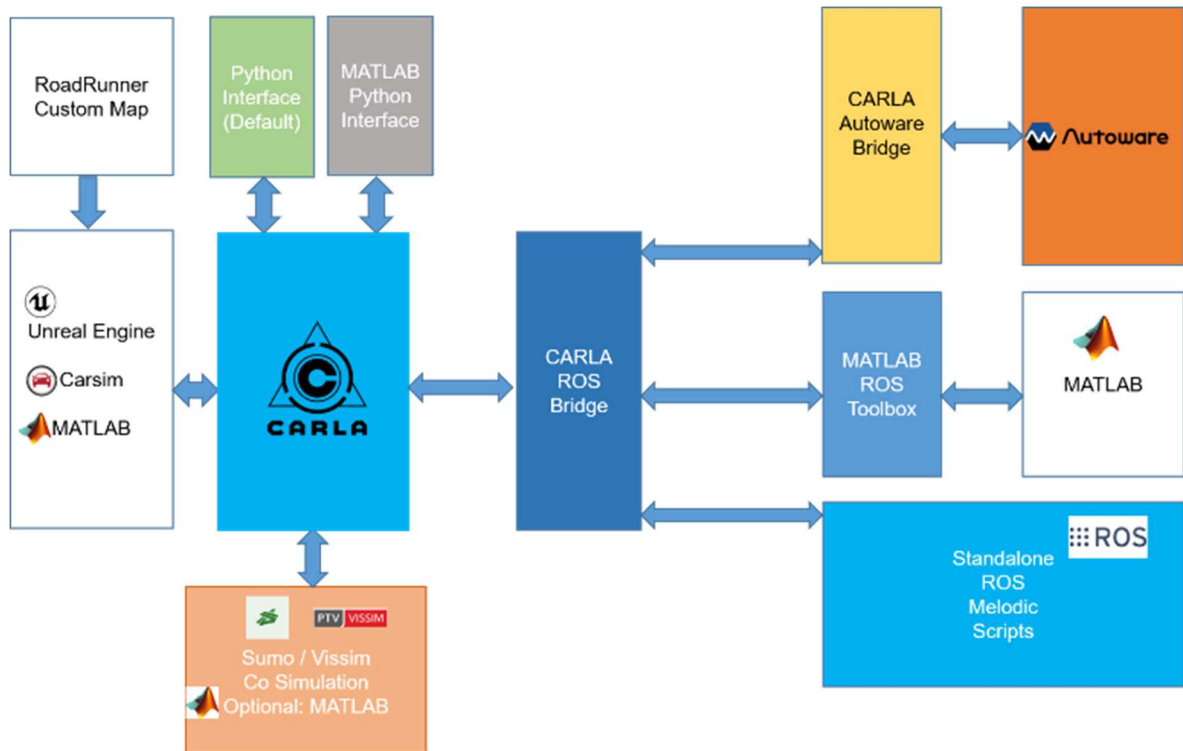 RoadRunner
Custom Map
Python
Interface
(Default)
MATLAB
Python
Interface
CARLA
Autoware
Bridge
Autoware
Unreal Engine
Carsim
MATLAB
CARLA
CARLA
ROS
Bridge
MATLAB
ROS
Toolbox
MATLAB
ROS
Standalone
ROS
Melodic
Scripts
PTV VISSIM
Sumo / Vissim
Co Simulation
Optional: MATLAB